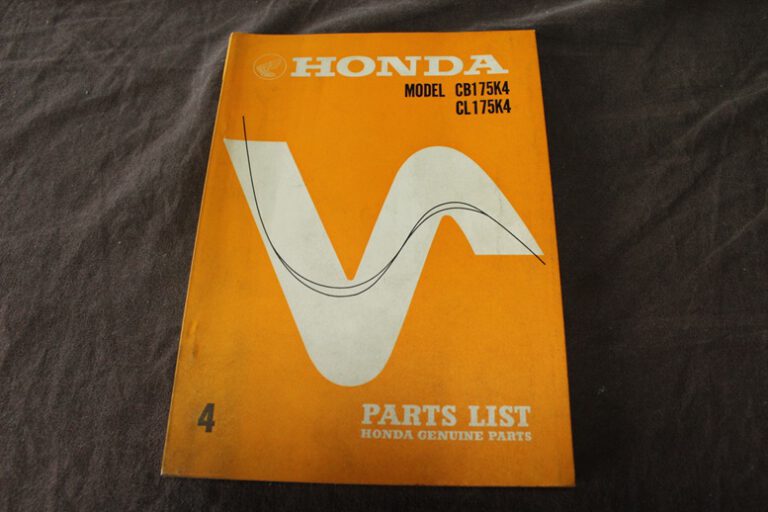 HONDA
MODEL CB175K4
CL175K4
4
PARTS LIST
HONDA GENUINE PARTS